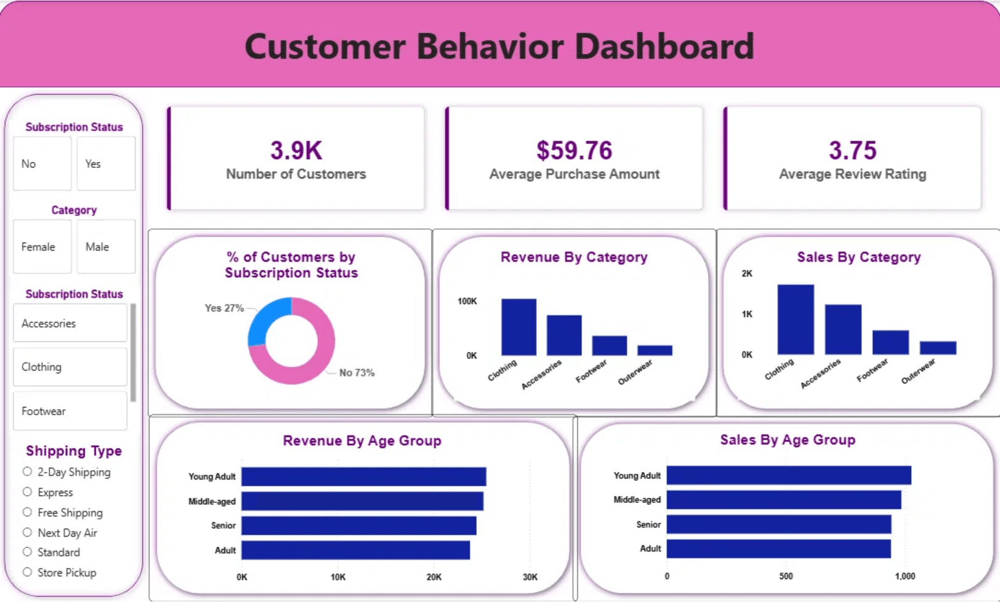 Customer Behavior Dashboard
Subscription Status
No
Yes
Category
Female
Male
Subscription Status
Accessories
Clothing
Footwear
Shipping Type
2-Day Shipping
Express
Free Shipping
Next Day Air
Standard
Store Pickup
3.9K
Number of Customers
$59.76
Average Purchase Amount
3.75
Average Review Rating
% of Customers by
Subscription Status
Yes 27%
No 73%
Revenue By Category
100K
0K
Clothing
Accessories
Footwear
Outerwear
Sales By Category
2K
1K
0K
Clothing
Accessories
Footwear
Outerwear
Revenue By Age Group
Young Adult
Middle-aged
Senior
Adult
0K
10K
20K
30K
Sales By Age Group
Young Adult
Middle-aged
Senior
Adult
0
500
1,000